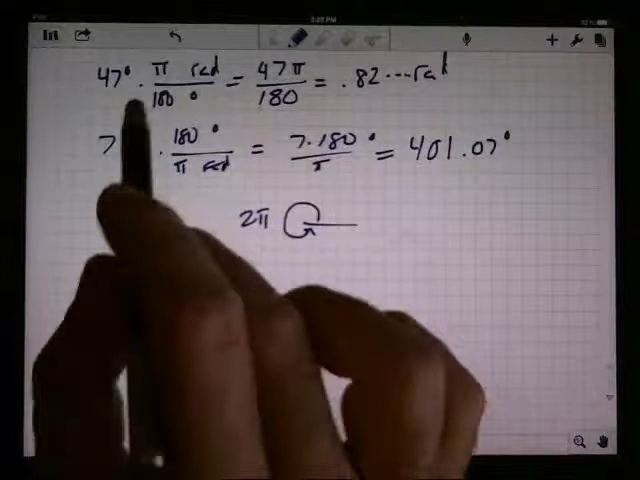 47° · π rad / 180° = 47π / 180 = .82...rad
7 · 180° / π rad = 7·180° / π = 401.07°
2π